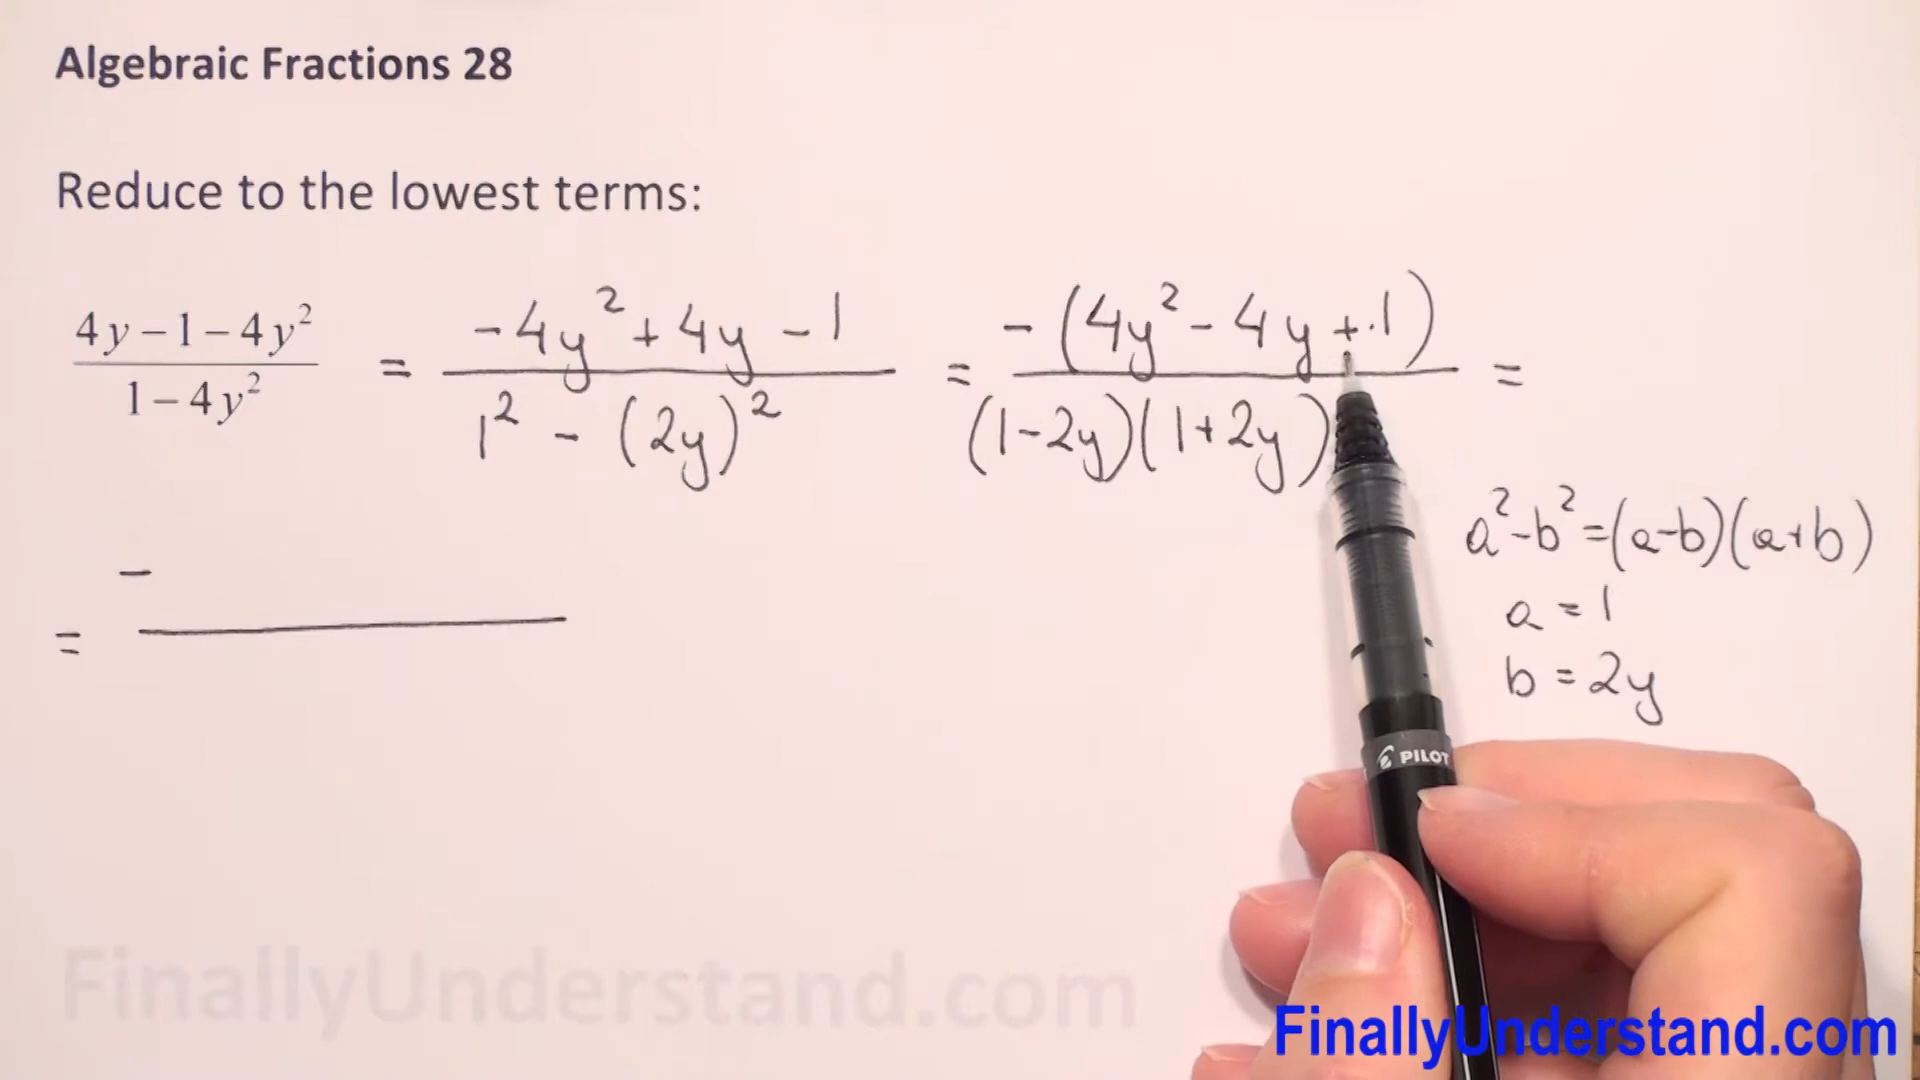 Algebraic Fractions 28
Reduce to the lowest terms:
4y-1-4y² / 1-4y² = -4y²+4y-1 / 1²-(2y)² = -(4y²-4y+1) / (1-2y)(1+2y) =
a²-b²=(a-b)(a+b)
= -
a = 1
b = 2y
PILOT
FinallyUnderstand.com
FinallyUnderstand.com